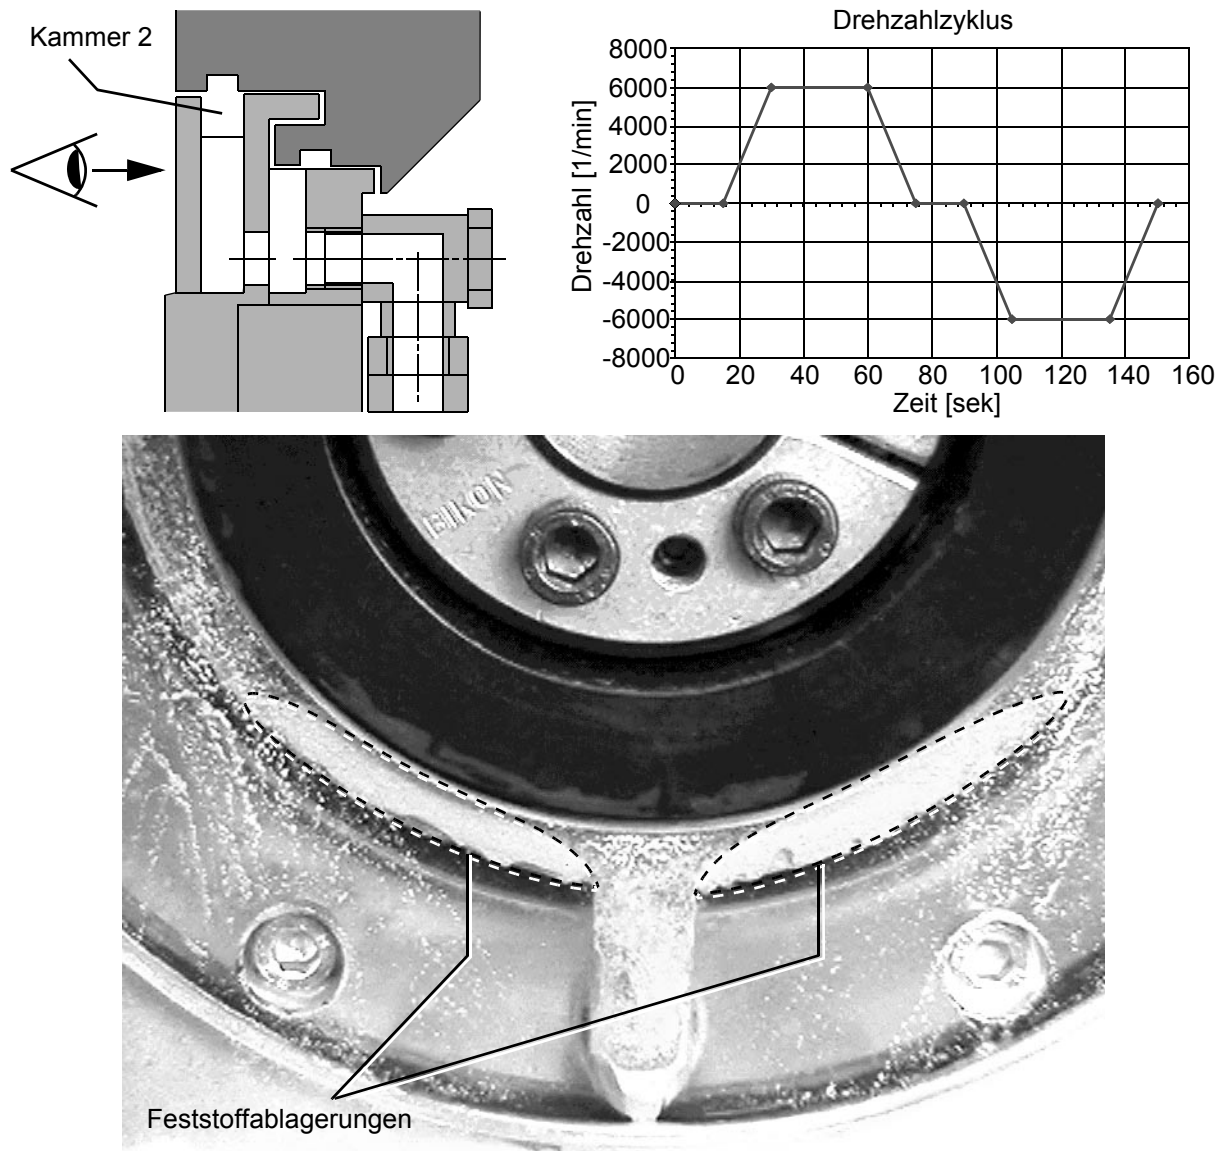 Kammer 2
Drehzahlzyklus
Drehzahl [1/min]
8000
6000
4000
2000
0
-2000
-4000
-6000
-8000
0 20 40 60 80 100 120 140 160
Zeit [sek]
BIKON
Feststoffablagerungen